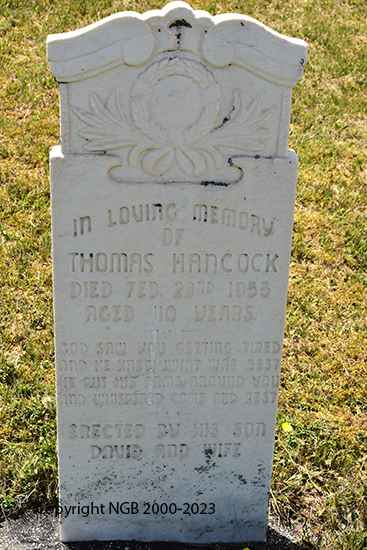 IN LOVING MEMORY
OF
THOMAS HANCOCK
DIED FEB. 23RD 1955
AGED YEARS.
GOD SAW YOU GETTING TIRED
AND HE KNEW WHAT WAS BEST
HE PUT HIS ARMS AROUND YOU
AND WHISPERED COME AND REST
ERECTED BY HIS SON
DAVID AND WIFE
Copyright NGB 2000-2023